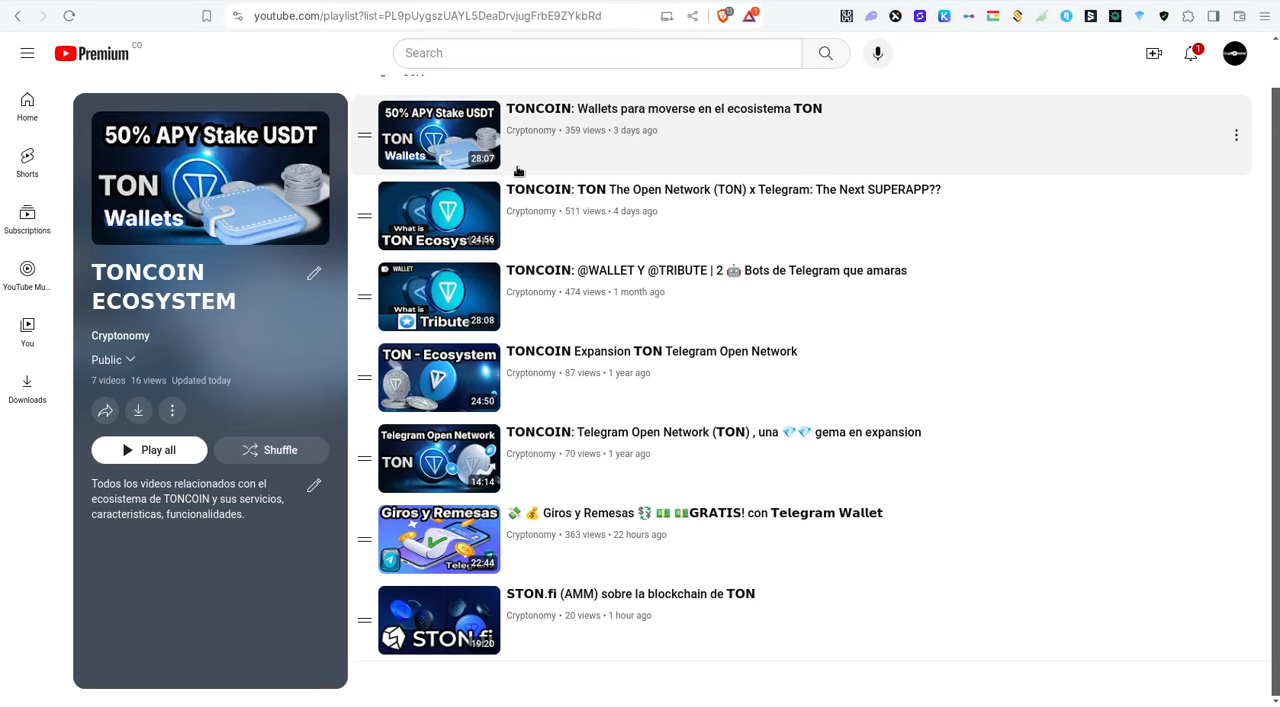 youtube.com/playlist?list=PL9pUygszUAYL5DeaDrvjugFrbE9ZYkbRd
Premium CO
Search
1
Home
Shorts
Subscriptions
YouTube Mu...
You
Downloads
50% APY Stake USDT
TON
Wallets
TONCOIN
ECOSYSTEM
Cryptonomy
Public
7 videos 16 views Updated today
Play all
Shuffle
Todos los videos relacionados con el
ecosistema de TONCOIN y sus servicios,
caracteristicas, funcionalidades.
50% APY Stake USDT
TON
Wallets
28:07
TONCOIN: Wallets para moverse en el ecosistema TON
Cryptonomy • 359 views • 3 days ago
What is
TON Ecosys
24:56
TONCOIN: TON The Open Network (TON) x Telegram: The Next SUPERAPP??
Cryptonomy • 511 views • 4 days ago
WALLET
What is
Tribute
28:08
TONCOIN: @WALLET Y @TRIBUTE | 2 🤖 Bots de Telegram que amaras
Cryptonomy • 474 views • 1 month ago
TON - Ecosystem
24:50
TONCOIN Expansion TON Telegram Open Network
Cryptonomy • 87 views • 1 year ago
Telegram Open Network
TON
14:14
TONCOIN: Telegram Open Network (TON) , una 💎💎 gema en expansion
Cryptonomy • 70 views • 1 year ago
Giros y Remesas
Teleg
22:44
💸 💰 Giros y Remesas 💱 💵 💵GRATIS! con Telegram Wallet
Cryptonomy • 363 views • 22 hours ago
STON.fi
19:20
STON.fi (AMM) sobre la blockchain de TON
Cryptonomy • 20 views • 1 hour ago